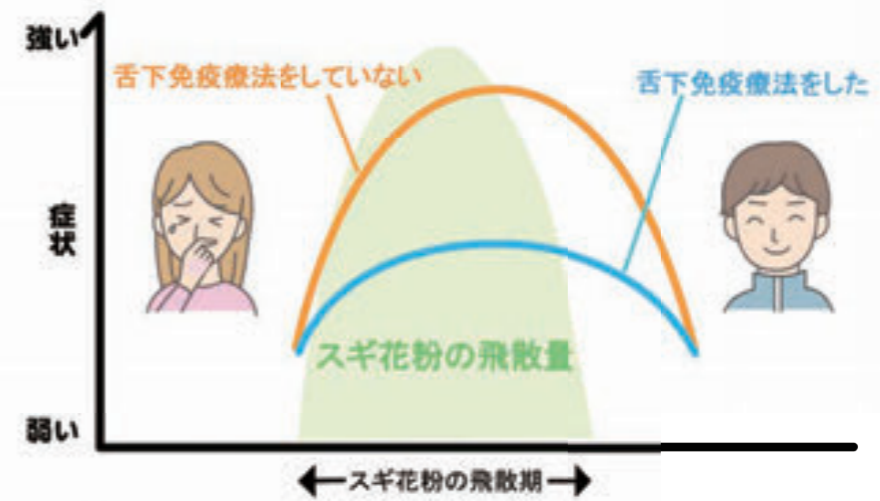 強い
舌下免疫療法をしていない
舌下免疫療法をした
症状
スギ花粉の飛散量
弱い
スギ花粉の飛散期